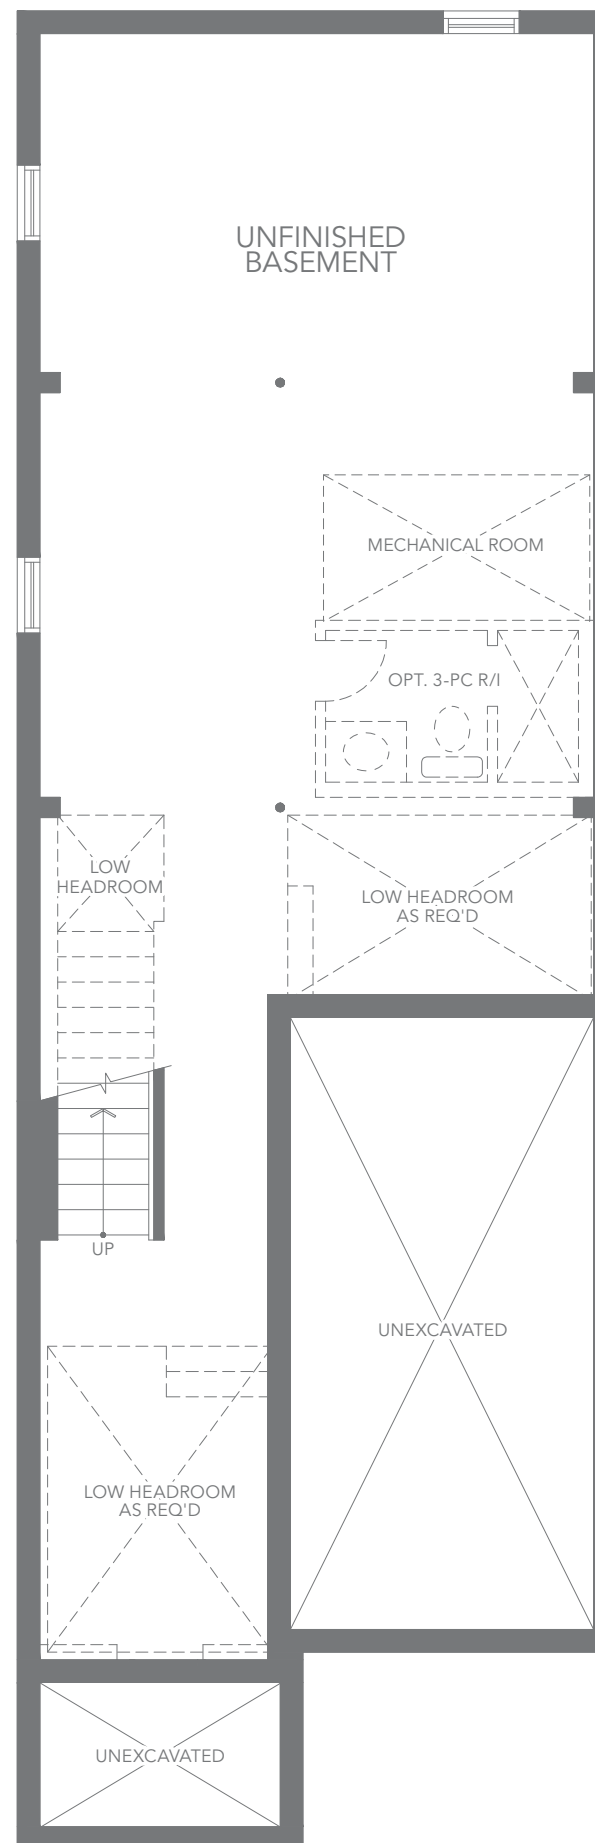 UNFINISHED
BASEMENT
MECHANICAL ROOM
OPT. 3-PC R/I
LOW
HEADROOM
LOW HEADROOM
AS REQ'D
UP
UNEXCAVATED
LOW HEADROOM
AS REQ'D
UNEXCAVATED